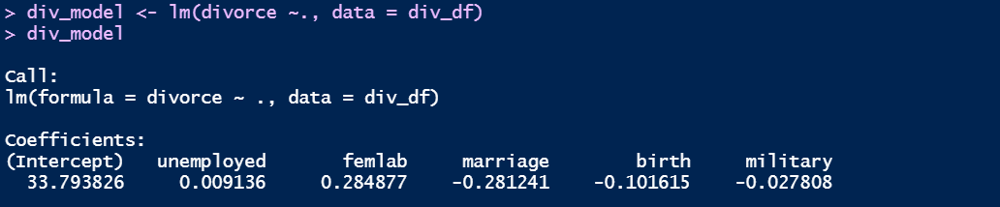 > div_model <- lm(divorce ~., data = div_df)
> div_model
Call:
lm(formula = divorce ~ ., data = div_df)
Coefficients:
(Intercept)   unemployed       femlab     marriage        birth     military
  33.793826     0.009136     0.284877    -0.281241    -0.101615    -0.027808